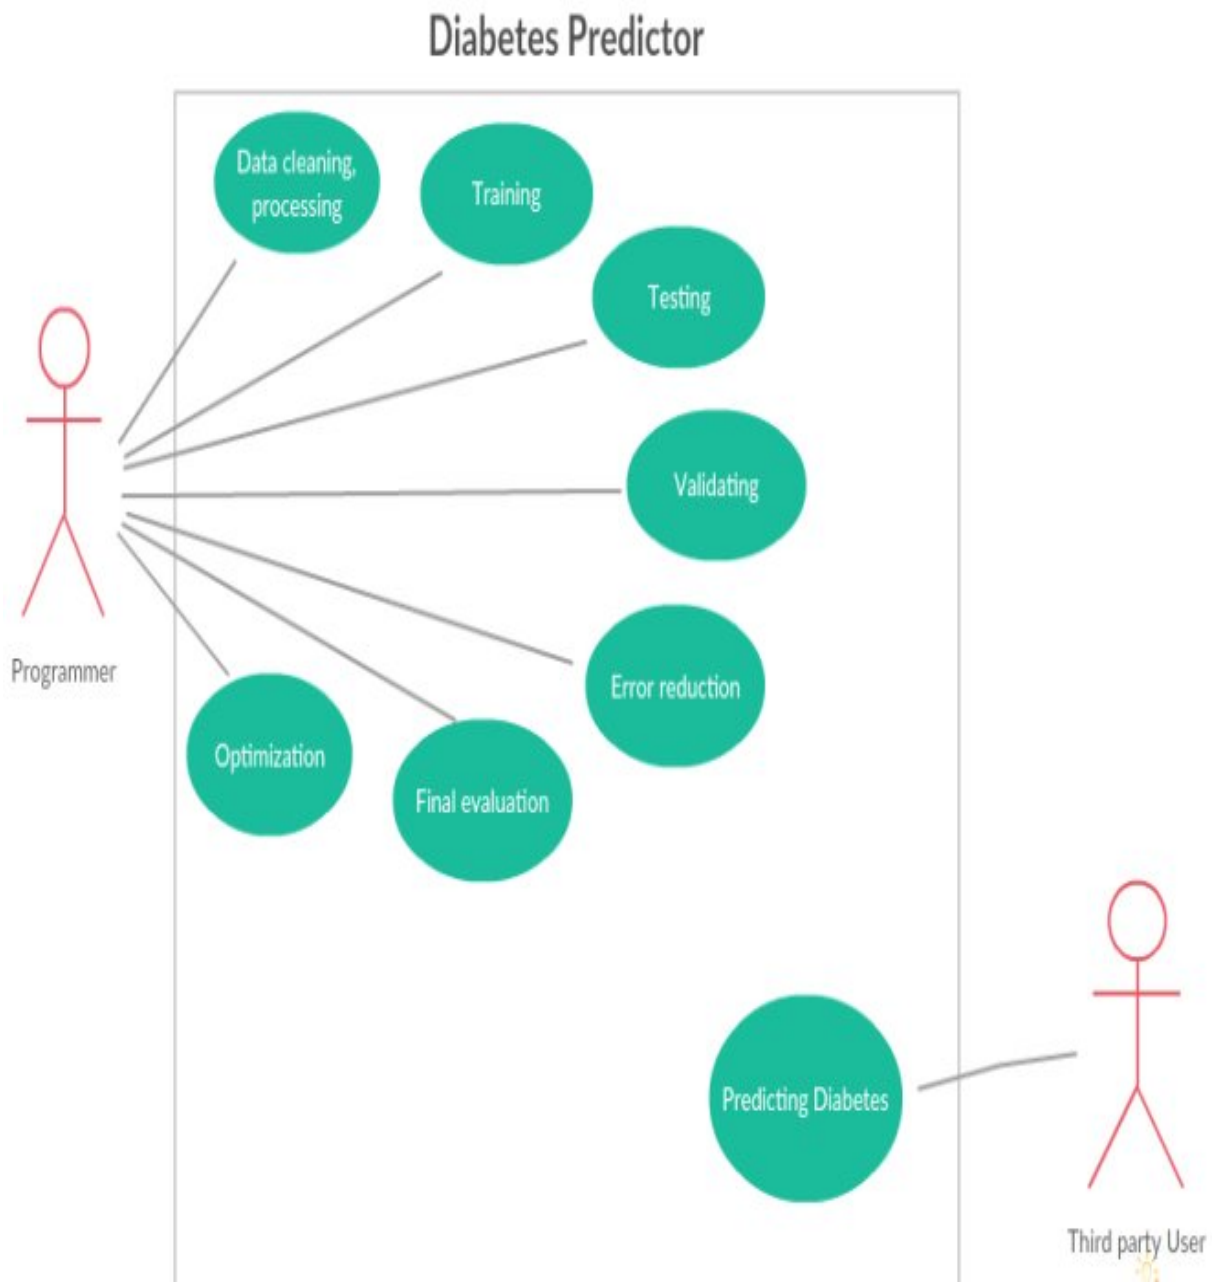 Diabetes Predictor
Data cleaning,
processing
Training
Testing
Validating
Programmer
Error reduction
Optimization
Final evaluation
Predicting Diabetes
Third party User